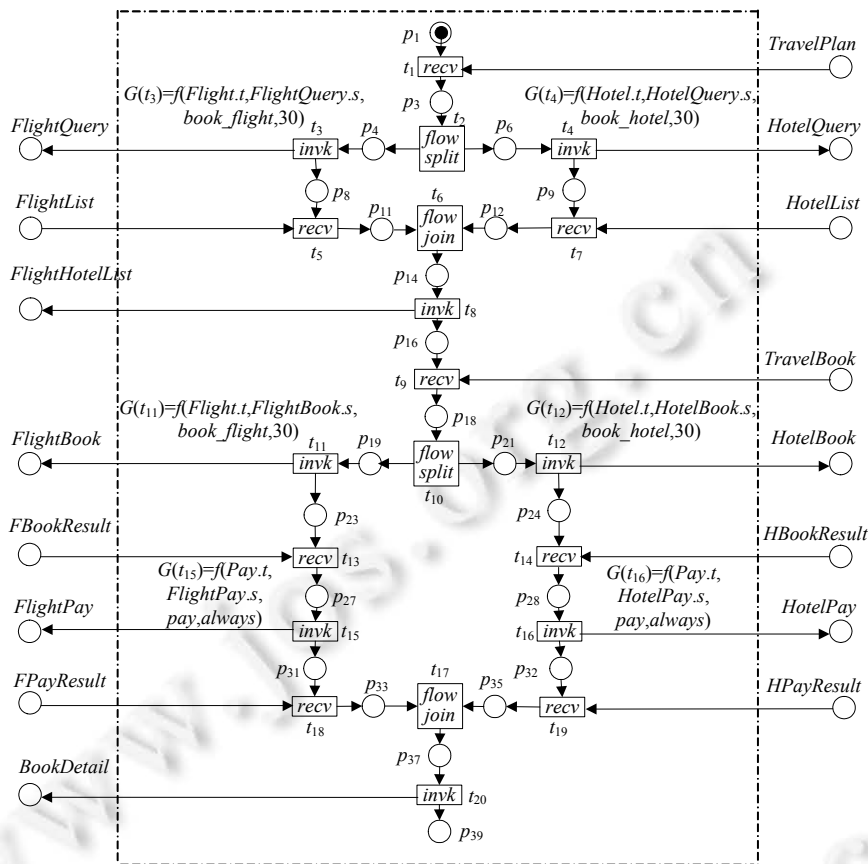 p1
TravelPlan
t1 recv
G(t3)=f(Flight.t,FlightQuery.s,
book_flight,30)
p3
G(t4)=f(Hotel.t,HotelQuery.s,
book_hotel,30)
FlightQuery
t3
p4
t2
p6
t4
HotelQuery
invk
flow
split
invk
p8
p9
FlightList
t6
HotelList
recv
p11
flow
join
p12
recv
t5
t7
FlightHotelList
p14
invk t8
p16
TravelBook
t9 recv
G(t11)=f(Flight.t,FlightBook.s,
book_flight,30)
p18
G(t12)=f(Hotel.t,HotelBook.s,
book_hotel,30)
FlightBook
t11
p19
p21
t12
HotelBook
invk
flow
split
invk
t10
p23
p24
FBookResult
HBookResult
recv t13
t14 recv
G(t15)=f(Pay.t,
FlightPay.s,
pay,always)
G(t16)=f(Pay.t,
HotelPay.s,
pay,always)
p27
p28
FlightPay
HotelPay
invk t15
t16 invk
p31
t17
p32
FPayResult
HPayResult
recv
p33
flow
join
p35
recv
t18
t19
p37
BookDetail
invk t20
p39
www.jos.org.cn